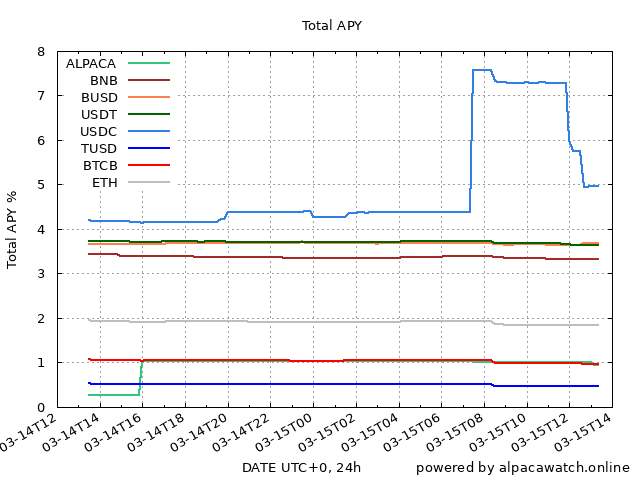 Total APY
8
7
6
5
4
3
2
1
0
Total APY %
ALPACA
BNB
BUSD
USDT
USDC
TUSD
BTCB
ETH
03-14T12
03-14T14
03-14T16
03-14T18
03-14T20
03-14T22
03-15T00
03-15T02
03-15T04
03-15T06
03-15T08
03-15T10
03-15T12
03-15T14
DATE UTC+0, 24h
powered by alpacawatch.online